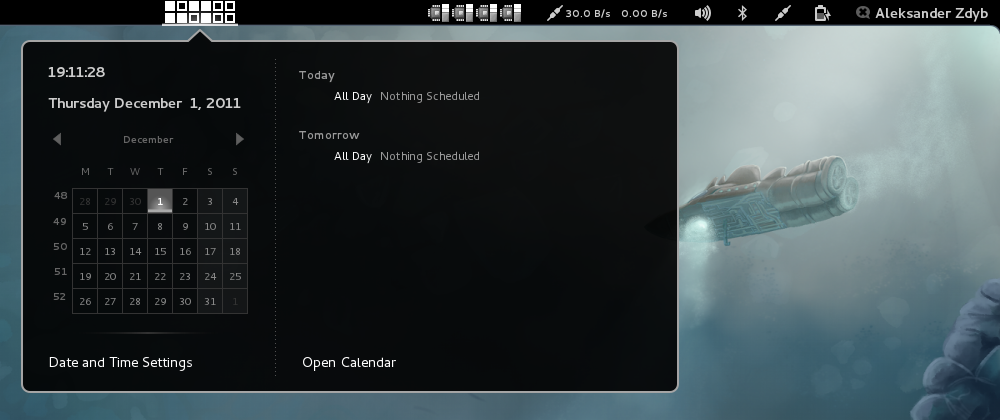 30.0 B/s 0.00 B/s Aleksander Zdyb
19:11:28
Thursday December 1, 2011
December
M T W T F S S
48 28 29 30 1 2 3 4
49 5 6 7 8 9 10 11
50 12 13 14 15 16 17 18
51 19 20 21 22 23 24 25
52 26 27 28 29 30 31 1
Date and Time Settings
Today
All Day Nothing Scheduled
Tomorrow
All Day Nothing Scheduled
Open Calendar